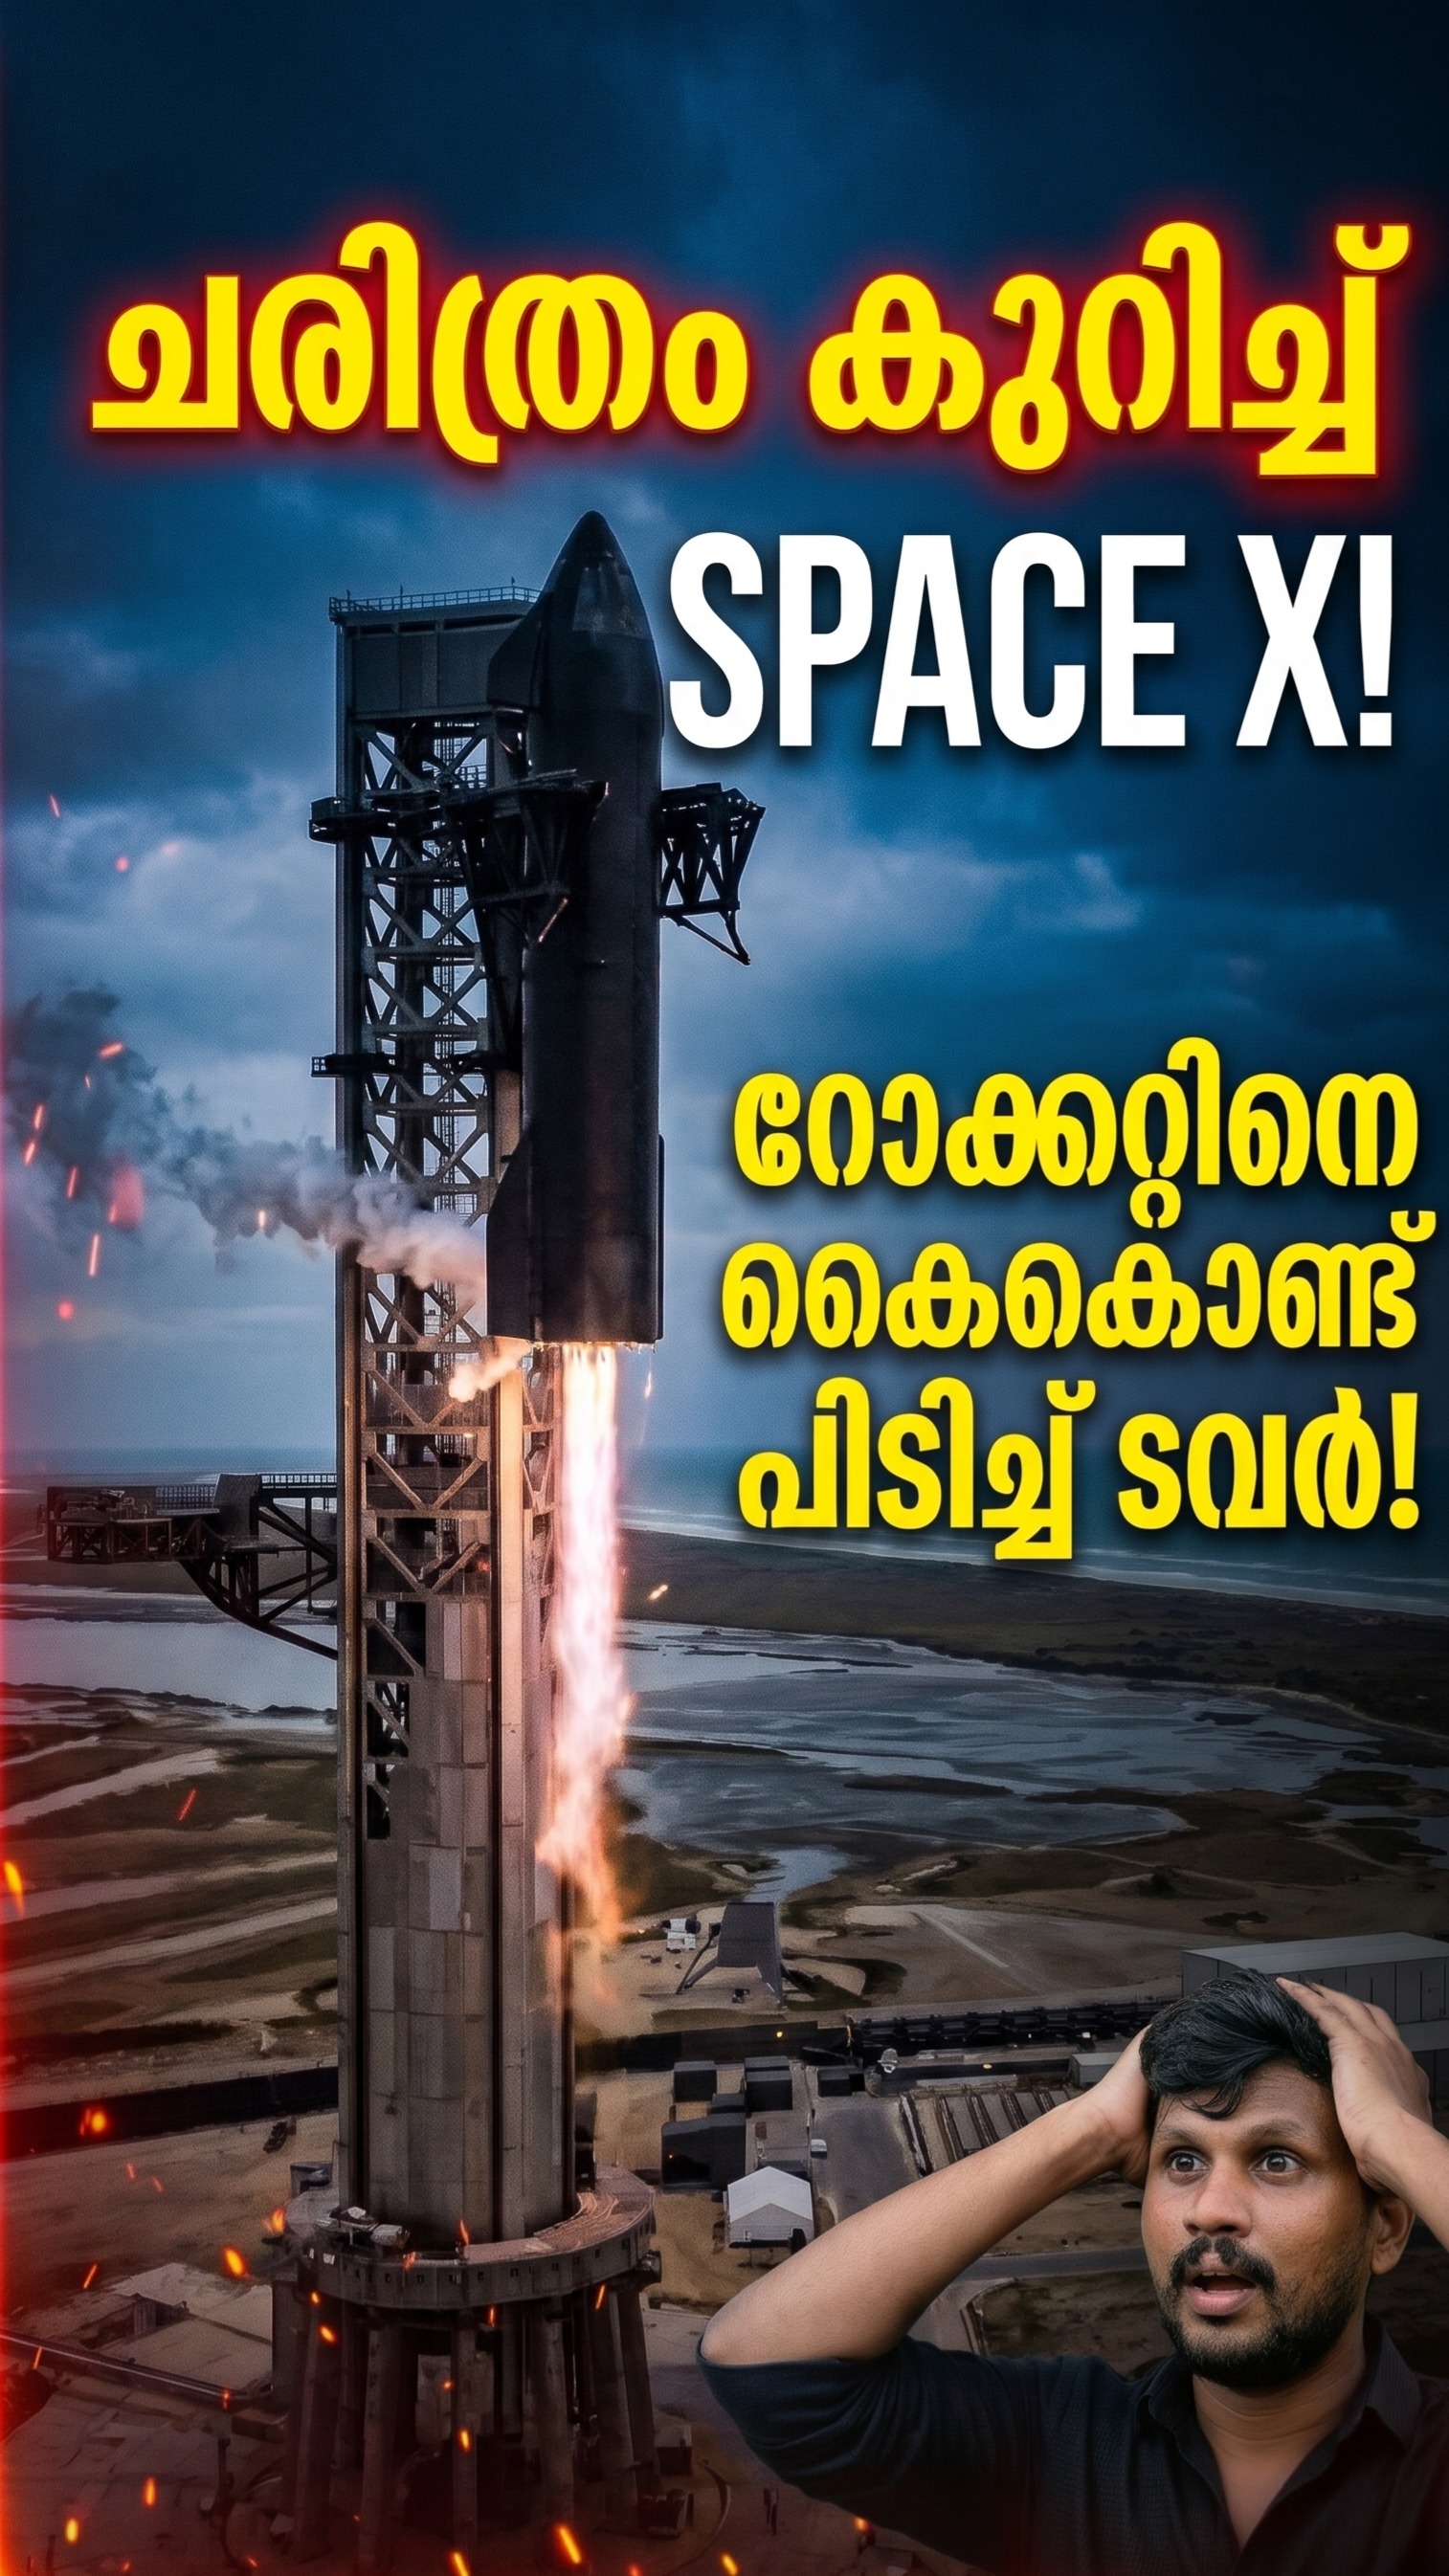 ചരിത്രം കുറിച്ച്
SPACE X!
റോക്കറ്റിനെ
കൈകൊണ്ട്
പിടിച്ച് ടവർ!